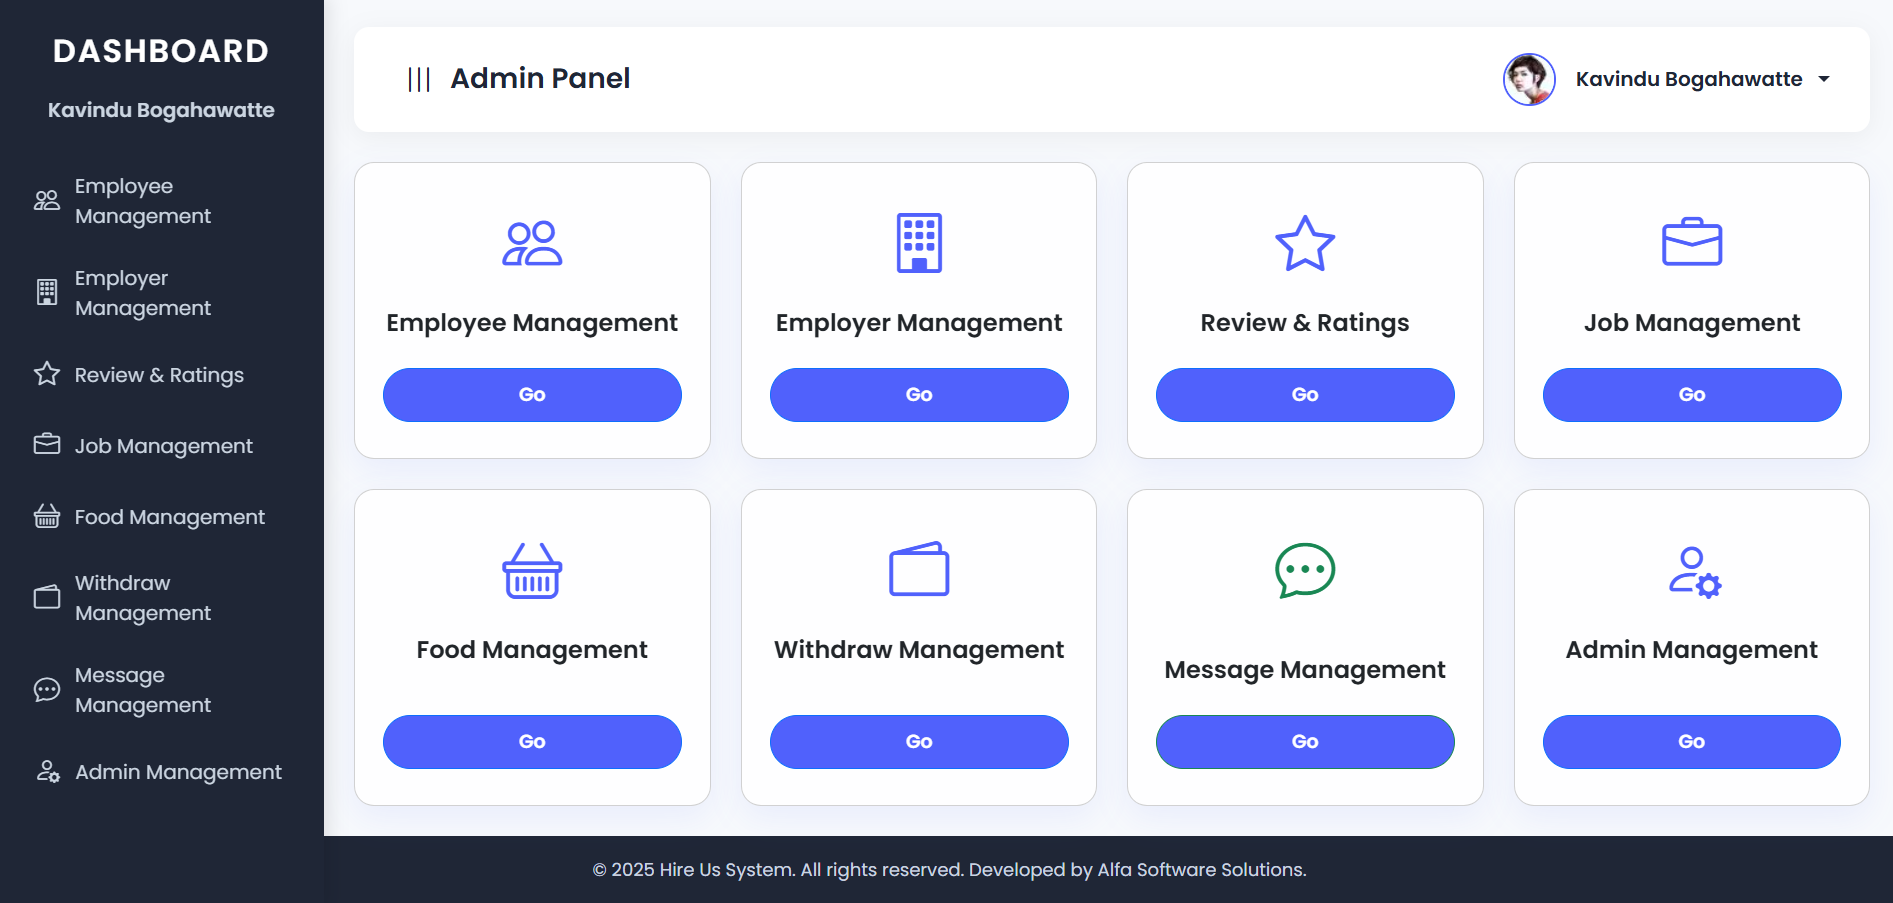 DASHBOARD
Kavindu Bogahawatte
Employee
Management
Employer
Management
Review & Ratings
Job Management
Food Management
Withdraw
Management
Message
Management
Admin Management
Admin Panel
Kavindu Bogahawatte
Employee Management
Go
Employer Management
Go
Review & Ratings
Go
Job Management
Go
Food Management
Go
Withdraw Management
Go
Message Management
Go
Admin Management
Go
© 2025 Hire Us System. All rights reserved. Developed by Alfa Software Solutions.